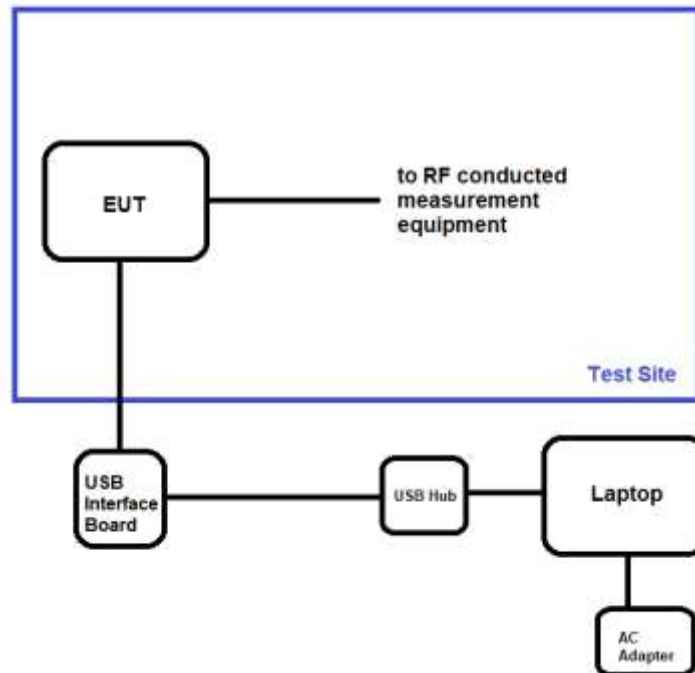 EUT
to RF conducted
measurement
equipment
Test Site
USB
Interface
Board
USB Hub
Laptop
AC
Adapter